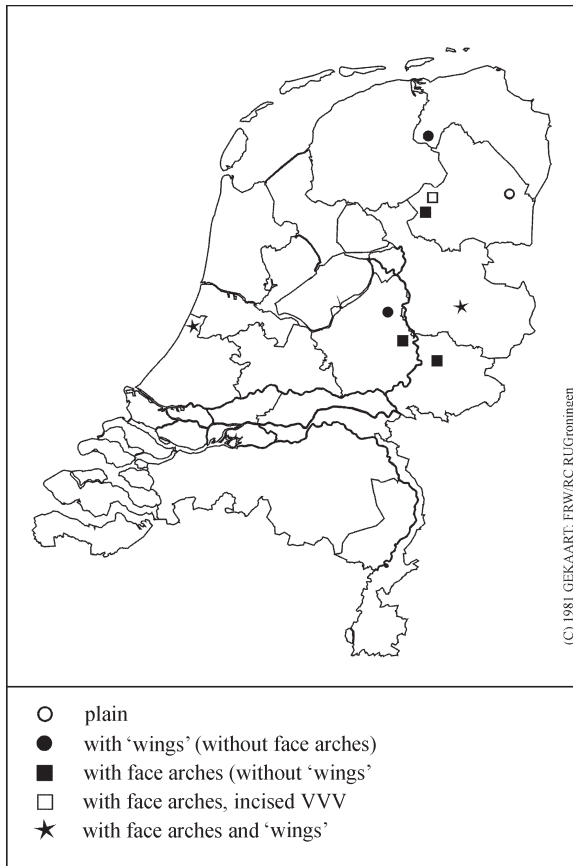 (C) 1981 GEKAART: FRW/RC RUGroningen
plain
with ‘wings’ (without face arches)
with face arches (without ‘wings’
with face arches, incised VVV
with face arches and ‘wings’